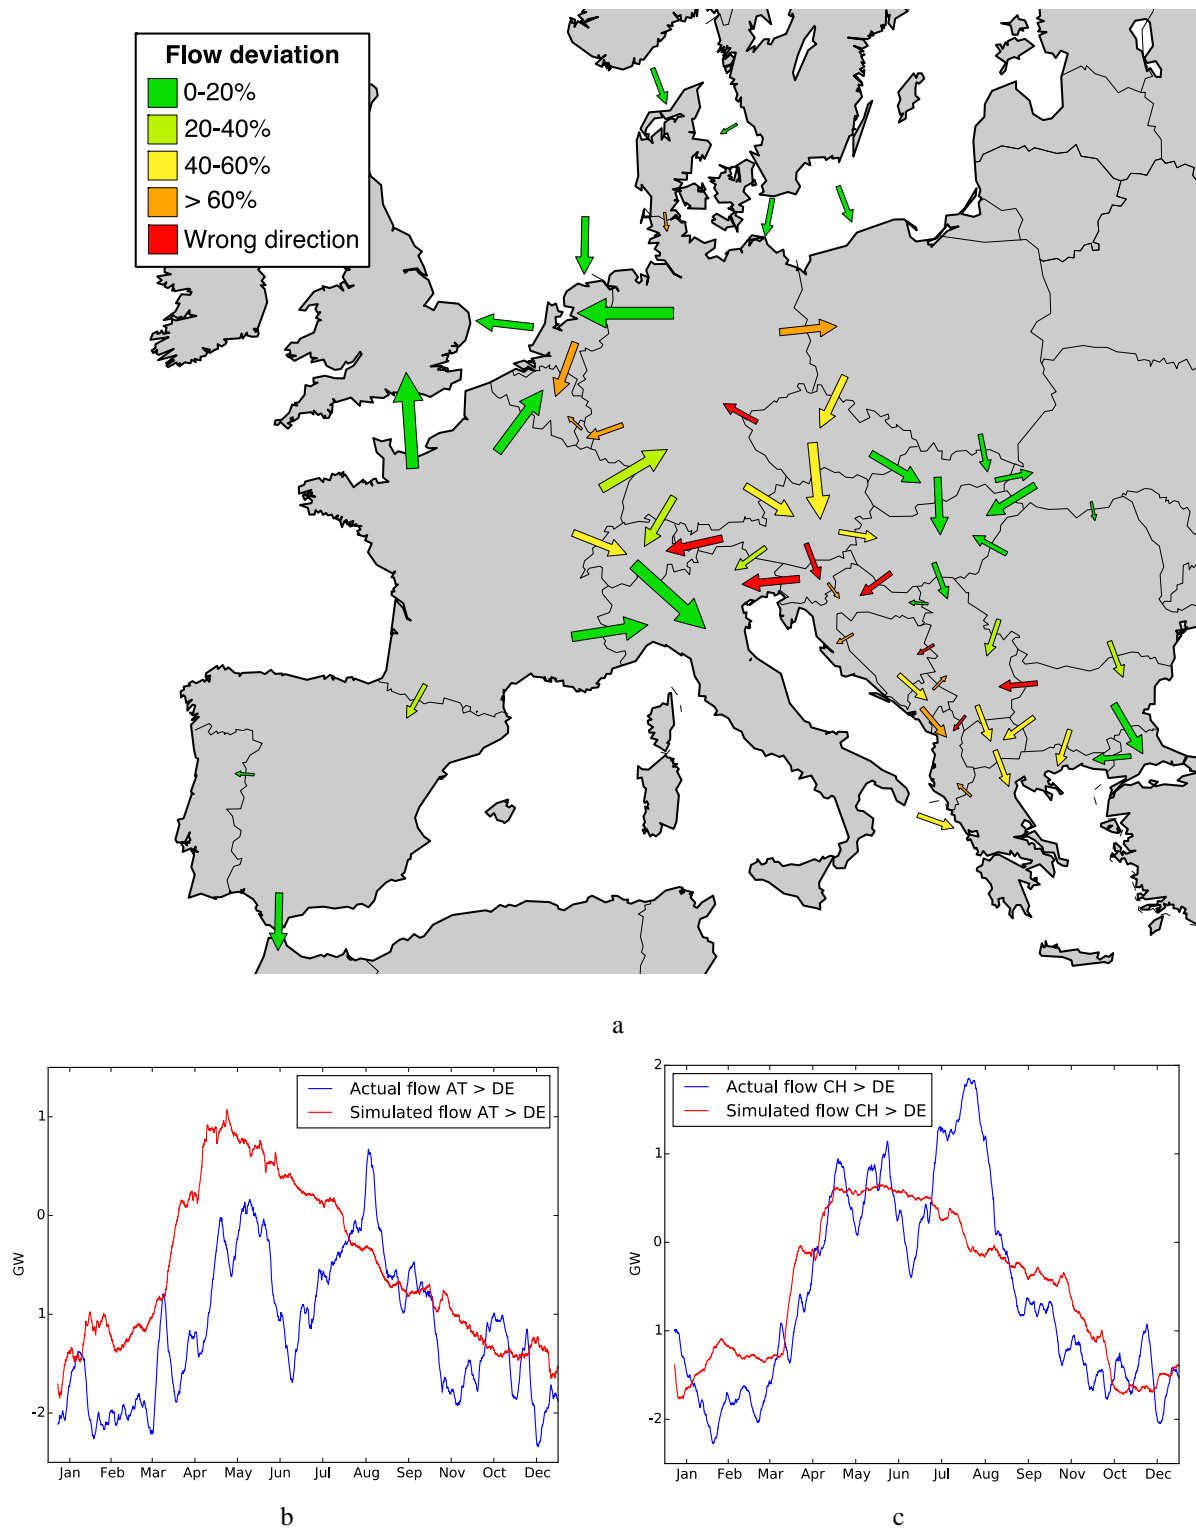 Flow deviation
0-20%
20-40%
40-60%
> 60%
Wrong direction
a
Actual flow AT > DE
Simulated flow AT > DE
1
0
1
-2
GW
Jan Feb Mar Apr May Jun Jul Aug Sep Oct Nov Dec
b
Actual flow CH > DE
Simulated flow CH > DE
2
1
0
1
-2
GW
Jan Feb Mar Apr May Jun Jul Aug Sep Oct Nov Dec
c